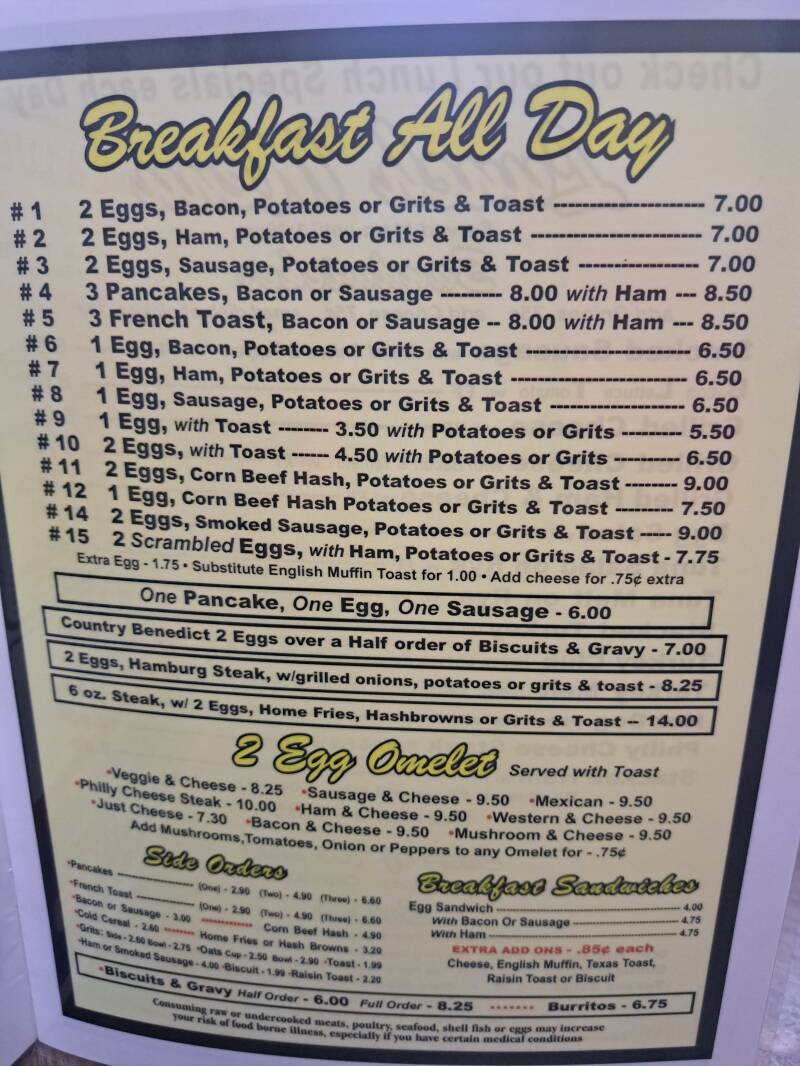 Breakfast All Day
# 1 2 Eggs, Bacon, Potatoes or Grits & Toast --------------------- 7.00
# 2 2 Eggs, Ham, Potatoes or Grits & Toast ------------------------ 7.00
# 3 2 Eggs, Sausage, Potatoes or Grits & Toast ----------------- 7.00
# 4 3 Pancakes, Bacon or Sausage --------- 8.00 with Ham --- 8.50
# 5 3 French Toast, Bacon or Sausage -- 8.00 with Ham --- 8.50
# 6 1 Egg, Bacon, Potatoes or Grits & Toast ----------------------- 6.50
# 7 1 Egg, Ham, Potatoes or Grits & Toast ------------------------- 6.50
# 8 1 Egg, Sausage, Potatoes or Grits & Toast ------------------- 6.50
# 9 1 Egg, with Toast -------- 3.50 with Potatoes or Grits --------- 5.50
# 10 2 Eggs, with Toast ------ 4.50 with Potatoes or Grits ---------- 6.50
# 11 2 Eggs, Corn Beef Hash, Potatoes or Grits & Toast -------- 9.00
# 12 1 Egg, Corn Beef Hash Potatoes or Grits & Toast --------- 7.50
# 14 2 Eggs, Smoked Sausage, Potatoes or Grits & Toast ----- 9.00
# 15 2 Scrambled Eggs, with Ham, Potatoes or Grits & Toast - 7.75
Extra Egg - 1.75 • Substitute English Muffin Toast for 1.00 • Add cheese for .75¢ extra
One Pancake, One Egg, One Sausage - 6.00
Country Benedict 2 Eggs over a Half order of Biscuits & Gravy - 7.00
2 Eggs, Hamburg Steak, w/grilled onions, potatoes or grits & toast - 8.25
6 oz. Steak, w/ 2 Eggs, Home Fries, Hashbrowns or Grits & Toast -- 14.00
2 Egg Omelet Served with Toast
•Veggie & Cheese - 8.25 •Sausage & Cheese - 9.50 •Mexican - 9.50
•Philly Cheese Steak - 10.00 •Ham & Cheese - 9.50 •Western & Cheese - 9.50
•Just Cheese - 7.30 •Bacon & Cheese - 9.50 •Mushroom & Cheese - 9.50
Add Mushrooms,Tomatoes, Onion or Peppers to any Omelet for - .75¢
Side Orders
•Pancakes ---------------- (One) - 2.90 (Two) - 4.90 (Three) - 6.60
•French Toast ------------ (One) - 2.90 (Two) - 4.90 (Three) - 6.60
•Bacon or Sausage - 3.00 ············· Corn Beef Hash - 4.90
•Cold Cereal - 2.60 ········ Home Fries or Hash Browns - 3.20
•Grits: Side - 2.60 Bowl - 2.75 •Oats Cup - 2.50 Bowl - 2.90 •Toast - 1.99
•Ham or Smoked Sausage - 4.00 •Biscuit - 1.99 •Raisin Toast - 2.20
Breakfast Sandwiches
Egg Sandwich ---------------------------------------- 4.00
With Bacon Or Sausage ------------------------ 4.75
With Ham ------------------------------------------ 4.75
EXTRA ADD ONS - .85¢ each
Cheese, English Muffin, Texas Toast,
Raisin Toast or Biscuit
•Biscuits & Gravy Half Order - 6.00 Full Order - 8.25 ······· Burritos - 6.75
Consuming raw or undercooked meats, poultry, seafood, shell fish or eggs may increase
your risk of food borne illness, especially if you have certain medical conditions